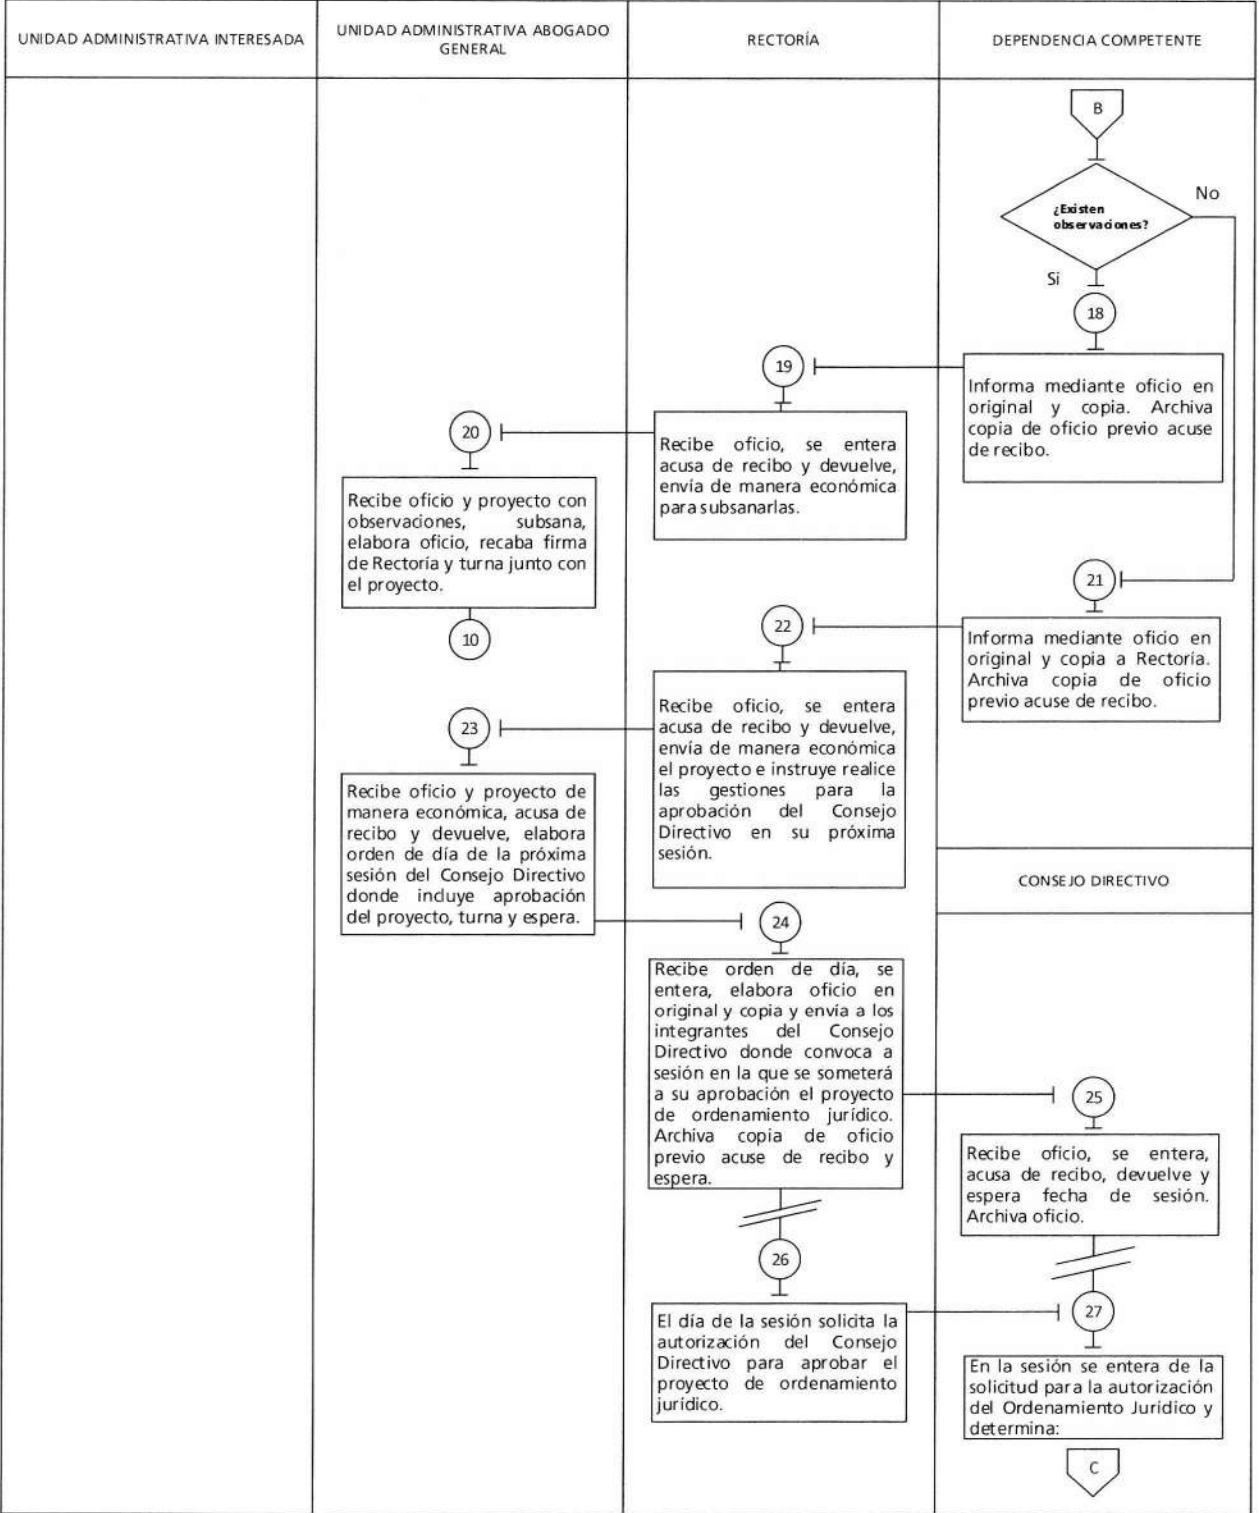 UNIDAD ADMINISTRATIVA INTERESADA
UNIDAD ADMINISTRATIVA ABOGADO
GENERAL
RECTORÍA
DEPENDENCIA COMPETENTE
B
¿Existen
observaciones?
No
Si
18
Informa mediante oficio en
original y copia. Archiva
copia de oficio previo acuse
de recibo.
19
Recibe oficio, se entera
acusa de recibo y devuelve,
envía de manera económica
para subsanarlas.
20
Recibe oficio y proyecto con
observaciones, subsana,
elabora oficio, recaba firma
de Rectoría y turna junto con
el proyecto.
10
21
Informa mediante oficio en
original y copia a Rectoría.
Archiva copia de oficio
previo acuse de recibo.
22
Recibe oficio, se entera
acusa de recibo y devuelve,
envía de manera económica
el proyecto e instruye realice
las gestiones para la
aprobación del Consejo
Directivo en su próxima
sesión.
23
Recibe oficio y proyecto de
manera económica, acusa de
recibo y devuelve, elabora
orden de día de la próxima
sesión del Consejo Directivo
donde incluye aprobación
del proyecto, turna y espera.
CONSEJO DIRECTIVO
24
Recibe orden de día, se
entera, elabora oficio en
original y copia y envía a los
integrantes del Consejo
Directivo donde convoca a
sesión en la que se someterá
a su aprobación el proyecto
de ordenamiento jurídico.
Archiva copia de oficio
previo acuse de recibo y
espera.
25
Recibe oficio, se entera,
acusa de recibo, devuelve y
espera fecha de sesión.
Archiva oficio.
26
El día de la sesión solicita la
autorización del Consejo
Directivo para aprobar el
proyecto de ordenamiento
jurídico.
27
En la sesión se entera de la
solicitud para la autorización
del Ordenamiento Jurídico y
determina:
C